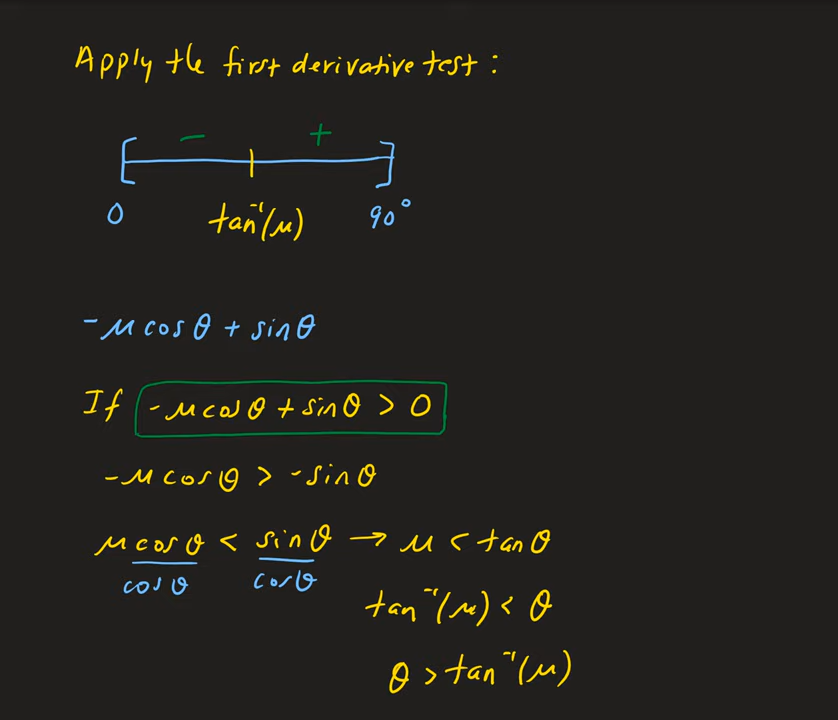 Apply the first derivative test:
− +
0 tan⁻¹(μ) 90°
-μ cos θ + sin θ
If -μ cos θ + sin θ > 0
-μ cos θ > -sin θ
μ cos θ / cos θ < sin θ / cos θ → μ < tan θ
tan⁻¹(μ) < θ
θ > tan⁻¹(μ)